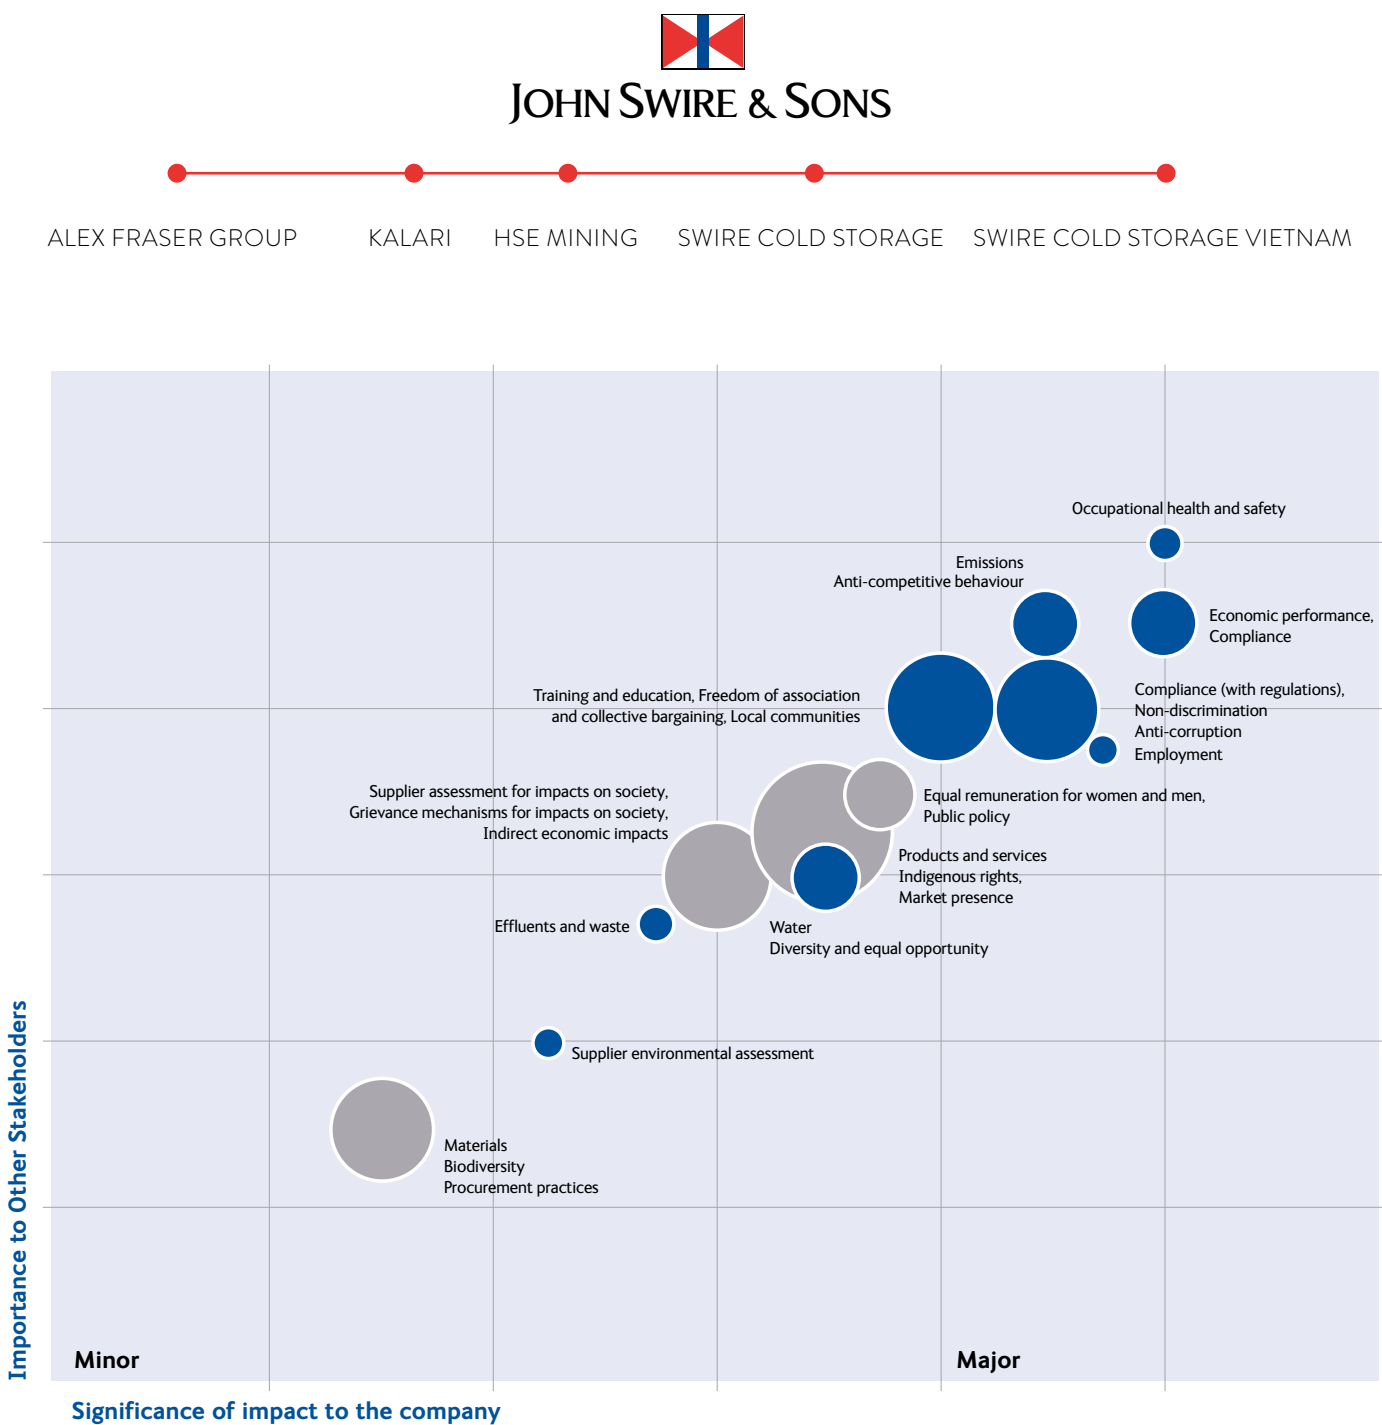 JOHN SWIRE & SONS
ALEX FRASER GROUP
KALARI
HSE MINING
SWIRE COLD STORAGE
SWIRE COLD STORAGE VIETNAM
Occupational health and safety
Emissions
Anti-competitive behaviour
Economic performance,
Compliance
Training and education, Freedom of association
and collective bargaining, Local communities
Compliance (with regulations),
Non-discrimination
Anti-corruption
Employment
Supplier assessment for impacts on society,
Grievance mechanisms for impacts on society,
Indirect economic impacts
Equal remuneration for women and men,
Public policy
Products and services
Indigenous rights,
Market presence
Effluents and waste
Water
Diversity and equal opportunity
Supplier environmental assessment
Materials
Biodiversity
Procurement practices
Importance to Other Stakeholders
Minor
Major
Significance of impact to the company